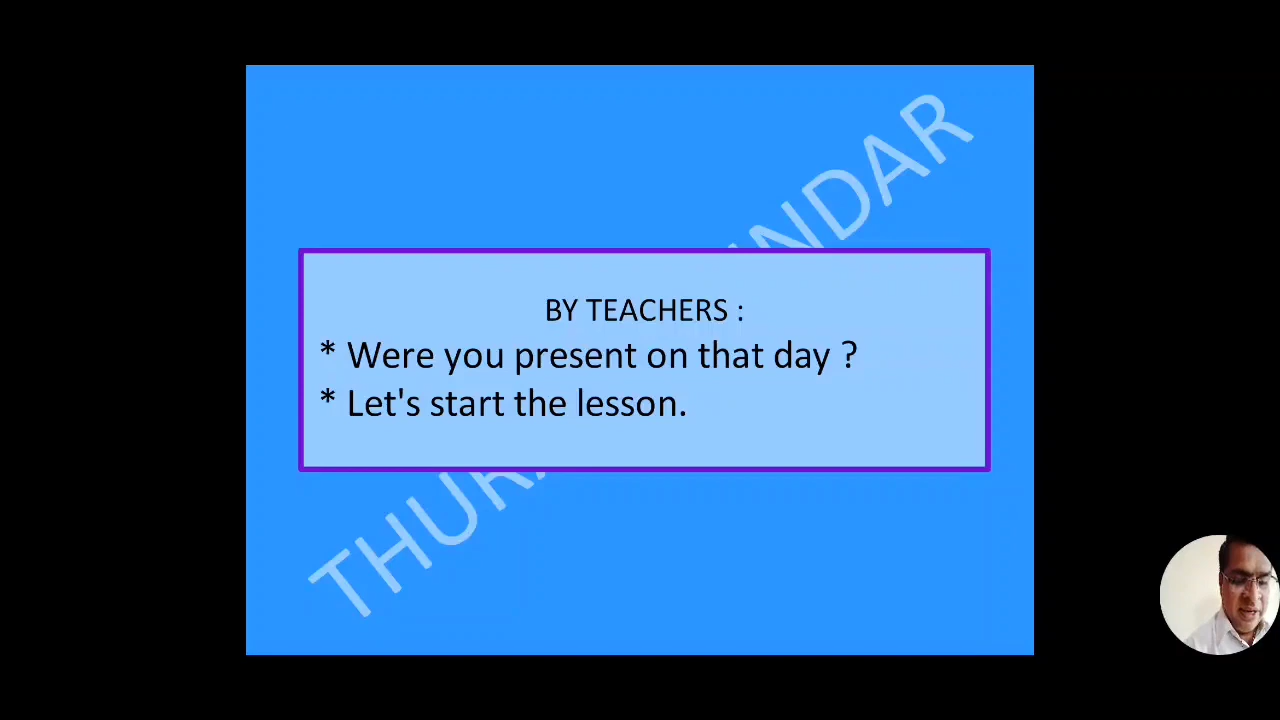 BY TEACHERS :
* Were you present on that day ?
* Let's start the lesson.